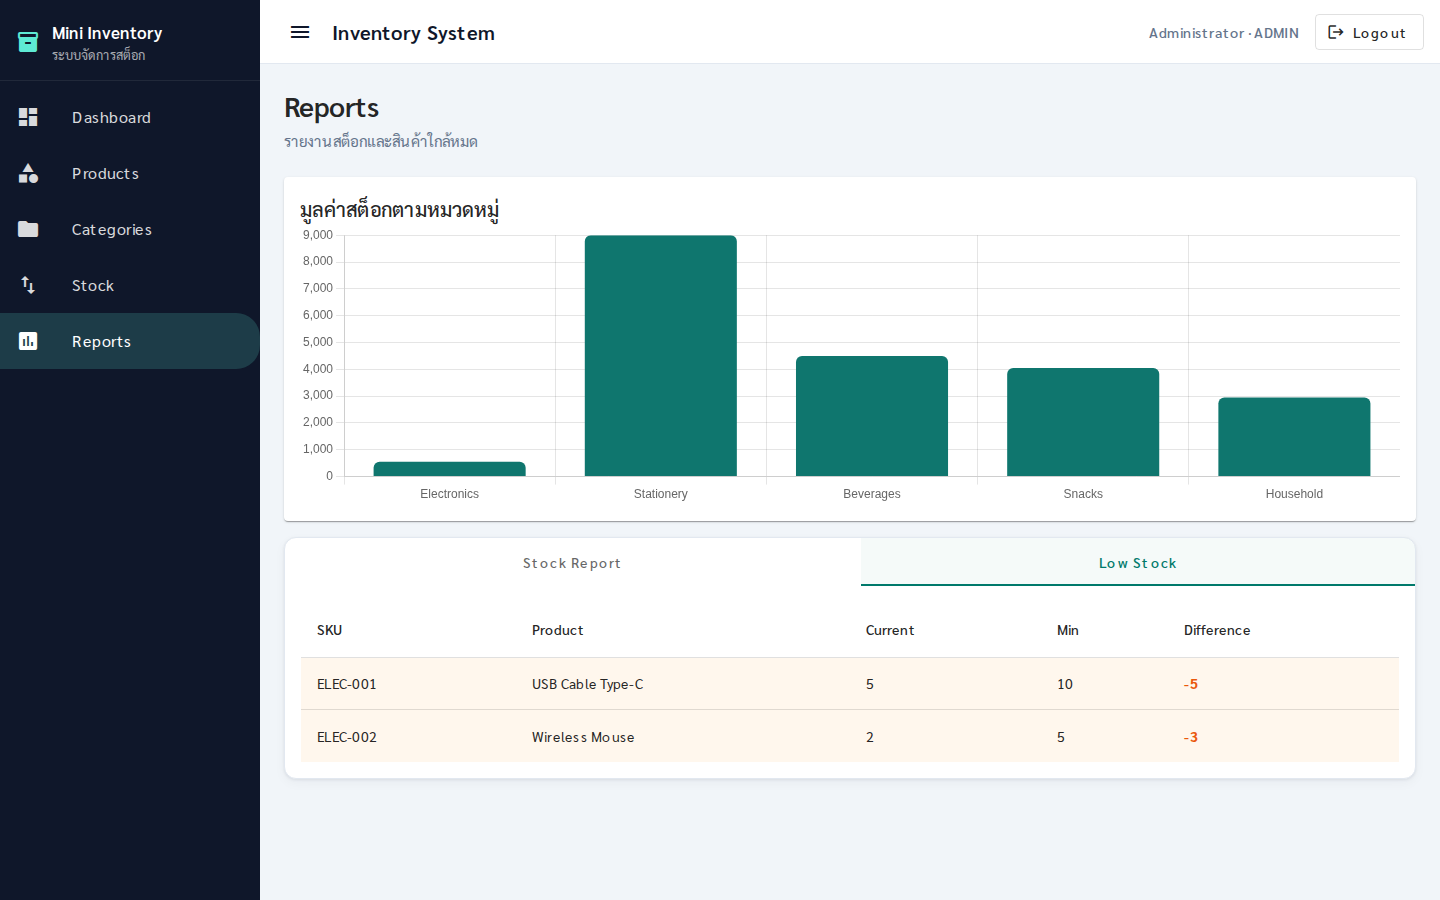 Mini Inventory
ระบบจัดการสต็อก
Dashboard
Products
Categories
Stock
Reports
Inventory System
Administrator · ADMIN
Logout
Reports
รายงานสต็อกและสินค้าใกล้หมด
มูลค่าสต็อกตามหมวดหมู่
9,000
8,000
7,000
6,000
5,000
4,000
3,000
2,000
1,000
0
Electronics Stationery Beverages Snacks Household
Stock Report Low Stock
SKU Product Current Min Difference
ELEC-001 USB Cable Type-C 5 10 -5
ELEC-002 Wireless Mouse 2 5 -3